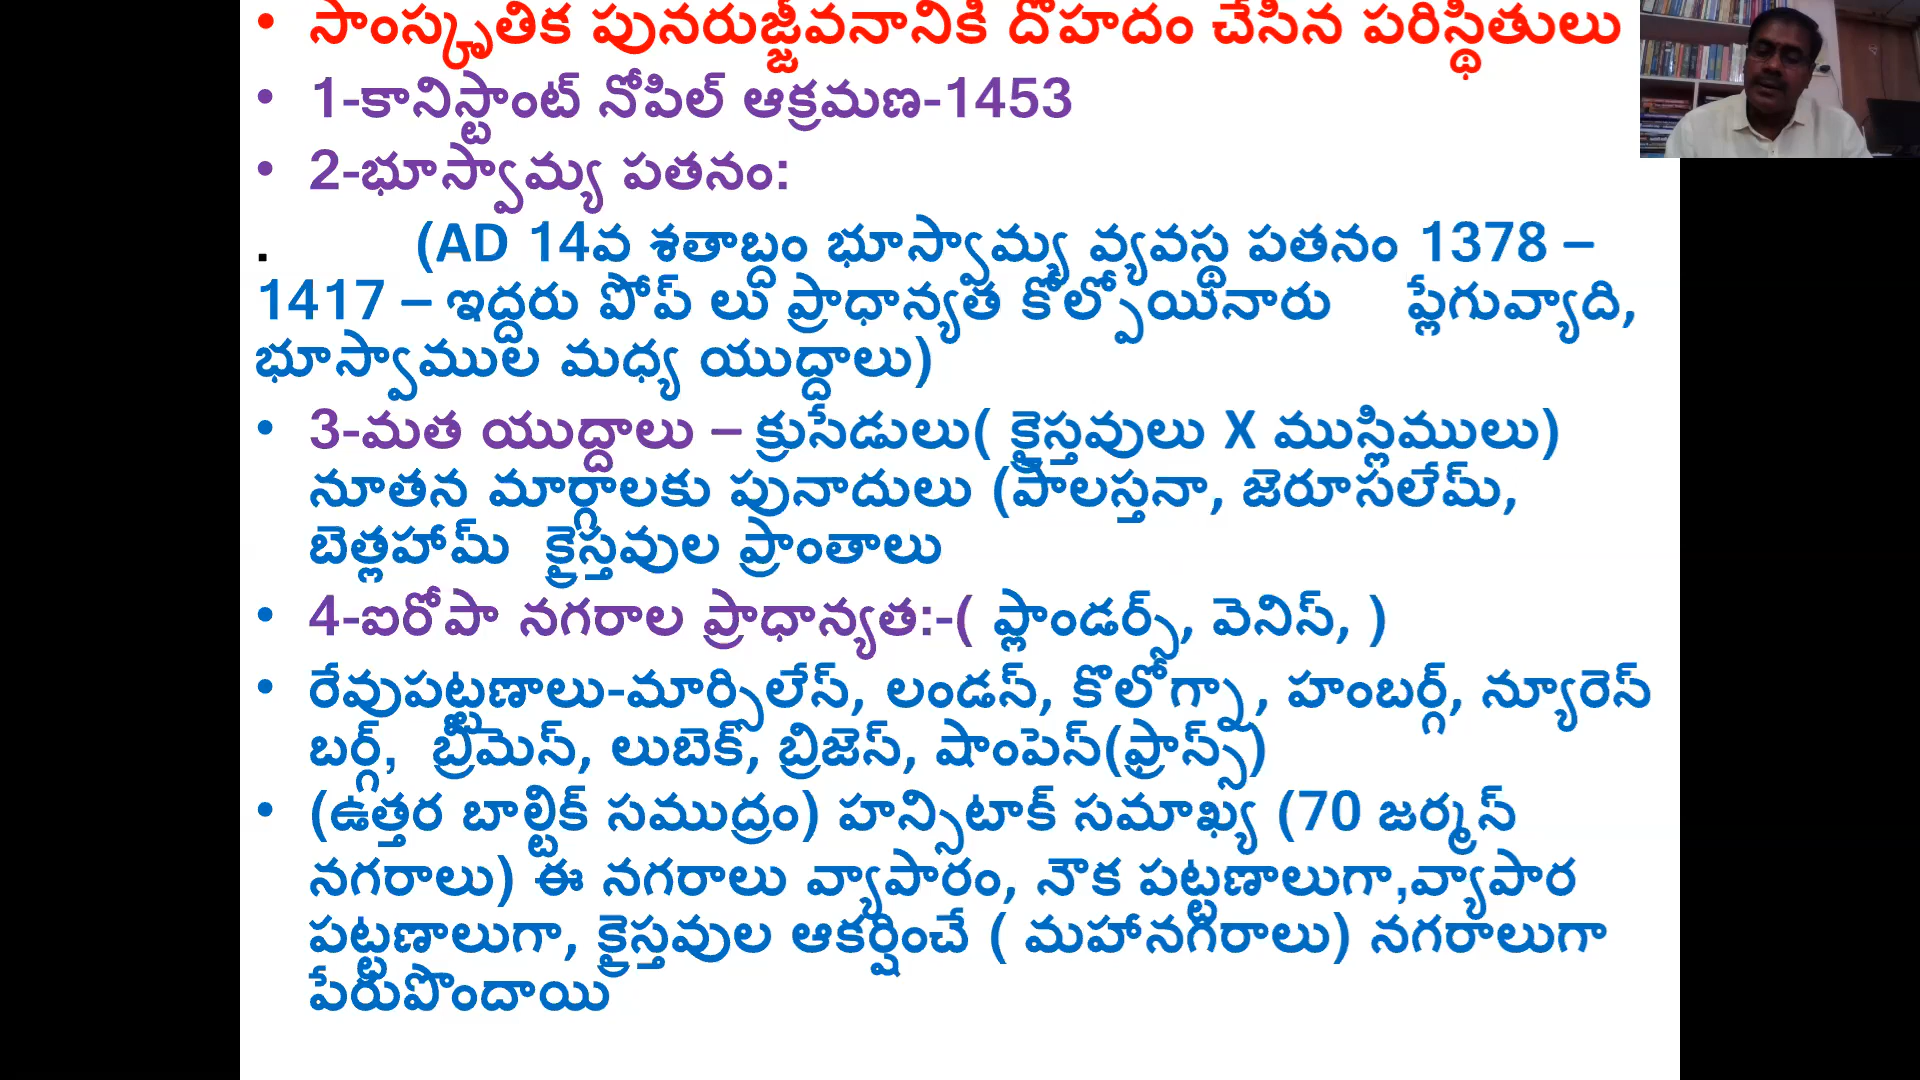 • సాంస్కృతిక పునరుజ్జీవనానికి దోహదం చేసిన పరిస్థితులు
• 1-కానిస్టాంట్ నోపిల్ ఆక్రమణ-1453
• 2-భూస్వామ్య పతనం:
. (AD 14వ శతాబ్దం భూస్వామ్య వ్యవస్థ పతనం 1378 –
1417 – ఇద్దరు పోప్ లు ప్రాధాన్యత కోల్పోయినారు ప్లేగువ్యాది,
భూస్వాముల మధ్య యుద్ధాలు)
• 3-మత యుద్ధాలు – క్రుసేడులు( క్రైస్తవులు X ముస్లిములు)
నూతన మార్గాలకు పునాదులు (పాలస్తనా, జెరూసలేమ్,
బెత్లహామ్ క్రైస్తవుల ప్రాంతాలు
• 4-ఐరోపా నగరాల ప్రాధాన్యత:-( ప్లాండర్స్, వెనిస్, )
• రేవుపట్టణాలు-మార్సిలేస్, లండన్, కొలోగ్నా, హంబర్గ్, న్యూరెన్
బర్గ్, బ్రిమెన్, లుబెక్, బ్రిజెస్, షాంపెన్(ఫ్రాన్స్)
• (ఉత్తర బాల్టిక్ సముద్రం) హన్సిటాక్ సమాఖ్య (70 జర్మన్
నగరాలు) ఈ నగరాలు వ్యాపారం, నౌక పట్టణాలుగా,వ్యాపార
పట్టణాలుగా, క్రైస్తవుల ఆకర్షించే ( మహానగరాలు) నగరాలుగా
పేరుపొందాయి